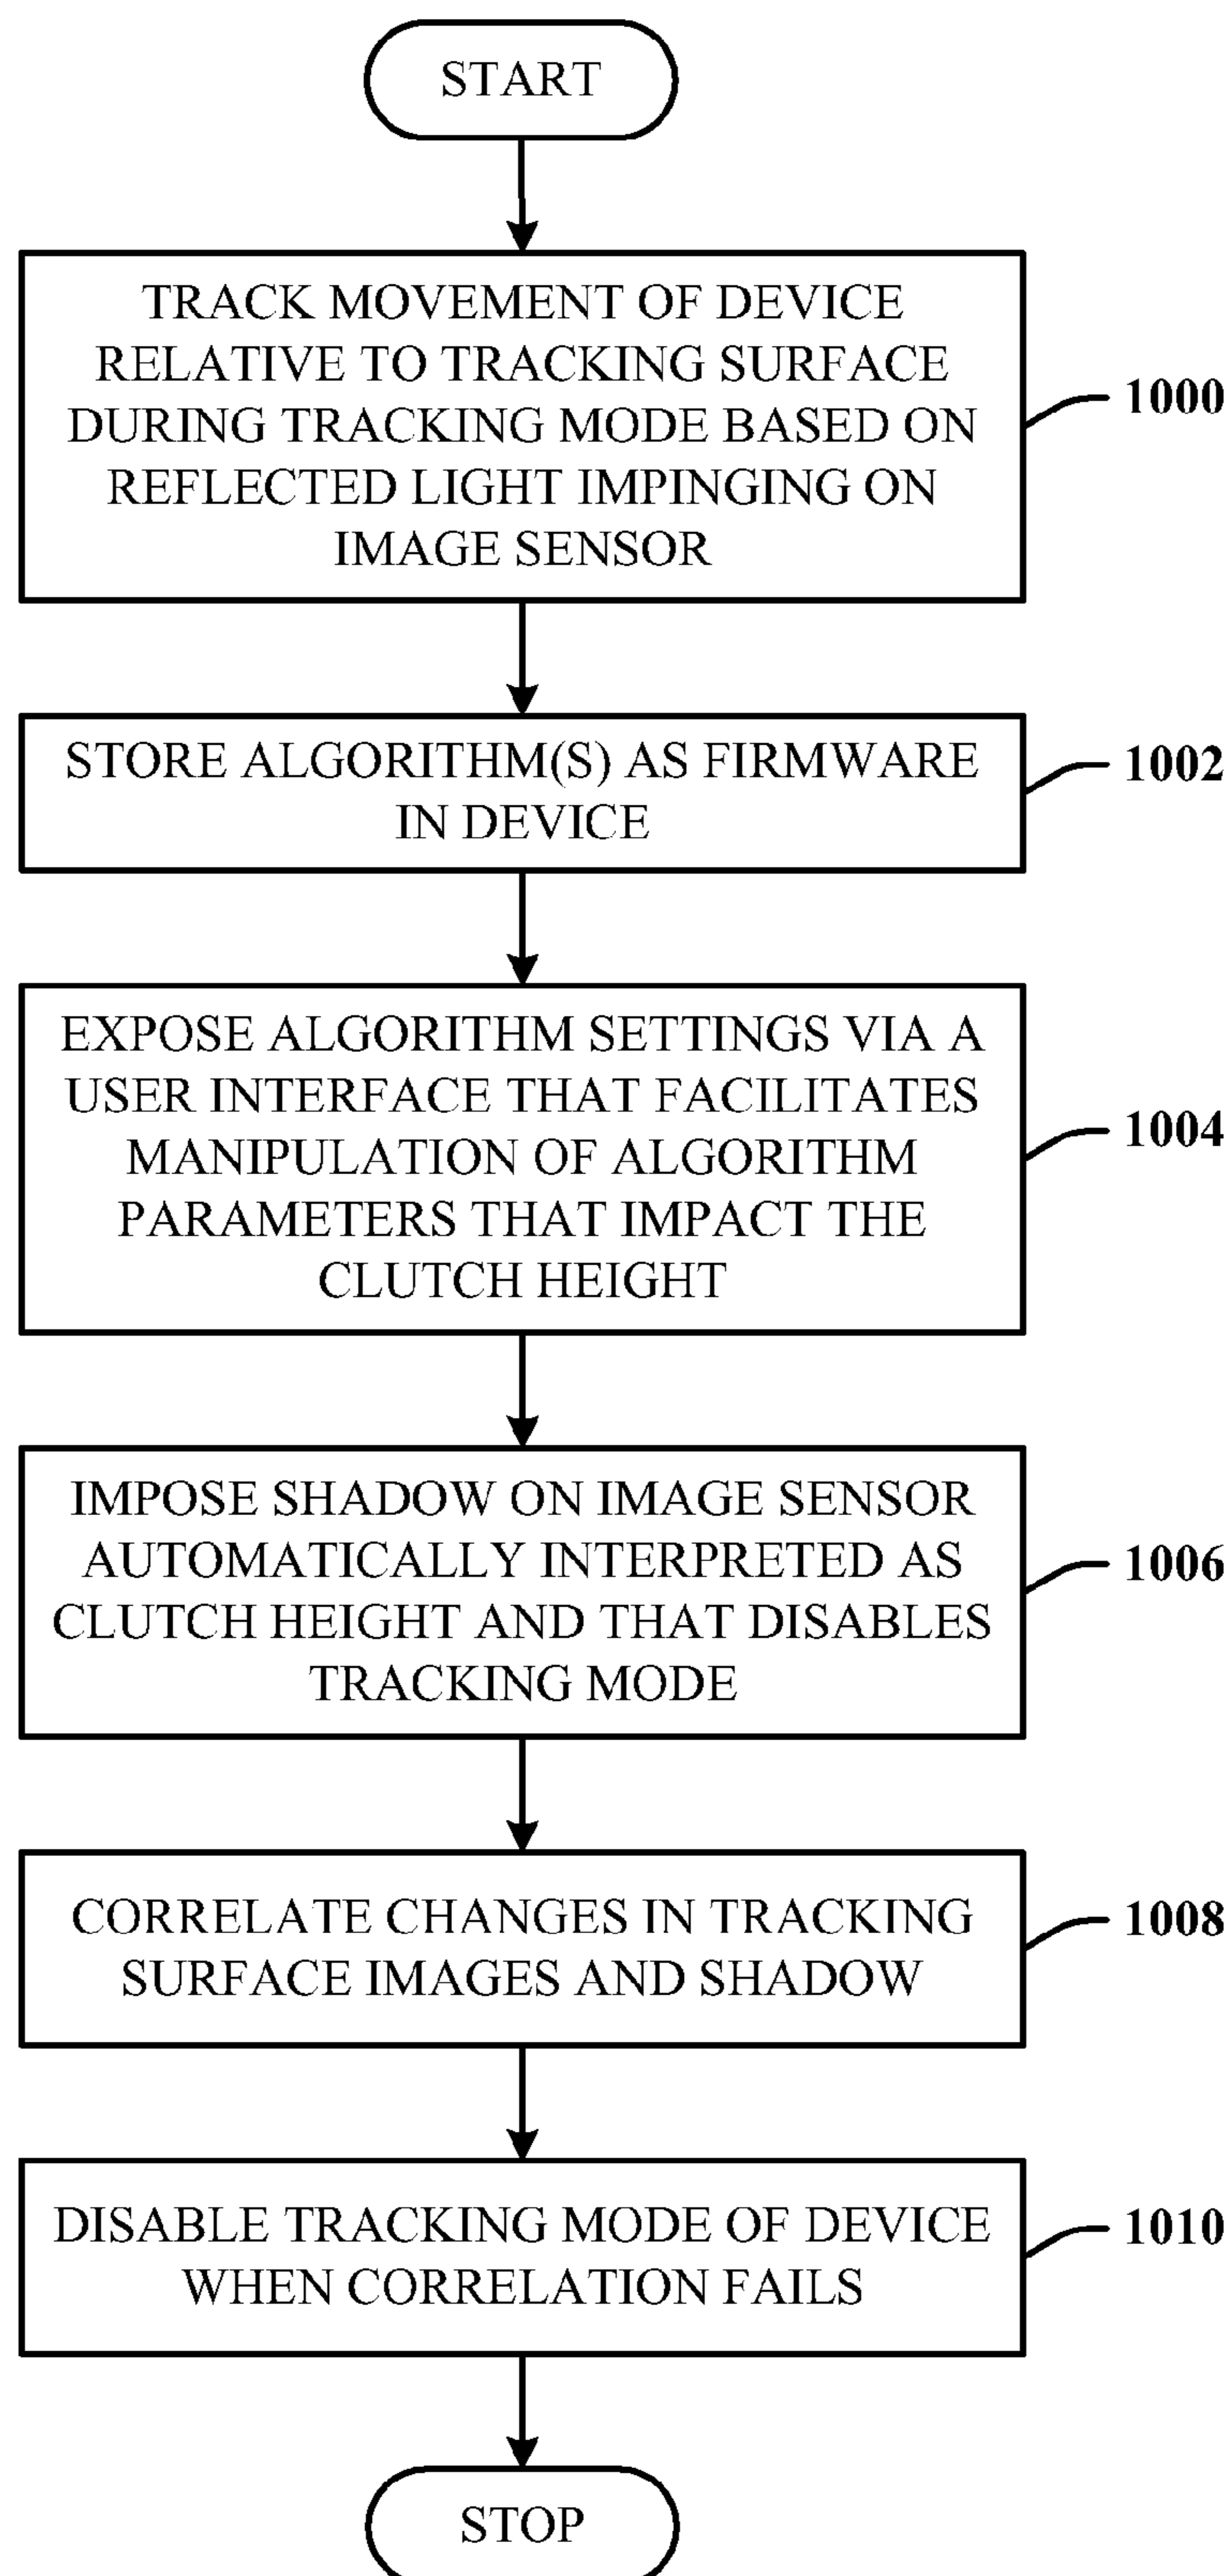 START
TRACK MOVEMENT OF DEVICE
RELATIVE TO TRACKING SURFACE
DURING TRACKING MODE BASED ON
REFLECTED LIGHT IMPINGING ON
IMAGE SENSOR
1000
STORE ALGORITHM(S) AS FIRMWARE
IN DEVICE
1002
EXPOSE ALGORITHM SETTINGS VIA A
USER INTERFACE THAT FACILITATES
MANIPULATION OF ALGORITHM
PARAMETERS THAT IMPACT THE
CLUTCH HEIGHT
1004
IMPOSE SHADOW ON IMAGE SENSOR
AUTOMATICALLY INTERPRETED AS
CLUTCH HEIGHT AND THAT DISABLES
TRACKING MODE
1006
CORRELATE CHANGES IN TRACKING
SURFACE IMAGES AND SHADOW
1008
DISABLE TRACKING MODE OF DEVICE
WHEN CORRELATION FAILS
1010
STOP